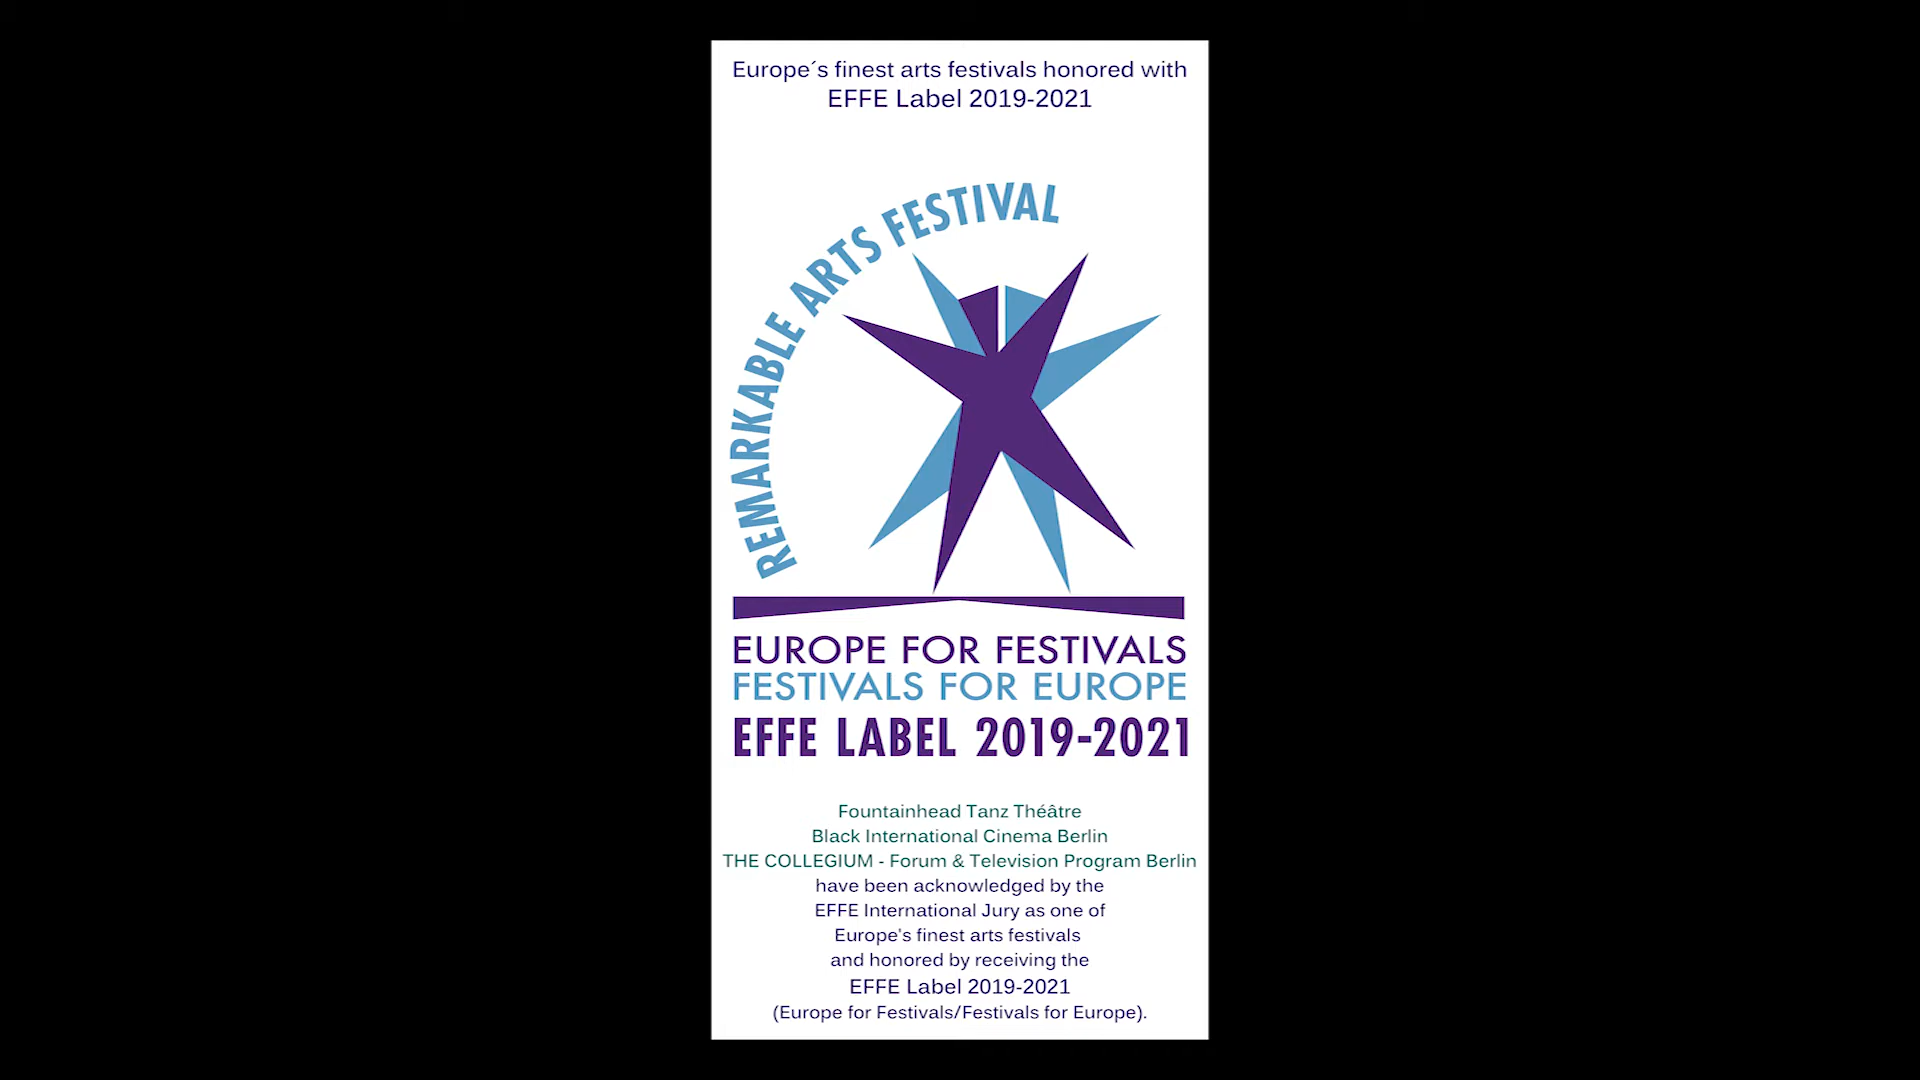 Europe´s finest arts festivals honored with
EFFE Label 2019-2021
REMARKABLE ARTS FESTIVAL
EUROPE FOR FESTIVALS
FESTIVALS FOR EUROPE
EFFE LABEL 2019-2021
Fountainhead Tanz Théâtre
Black International Cinema Berlin
THE COLLEGIUM - Forum & Television Program Berlin
have been acknowledged by the
EFFE International Jury as one of
Europe's finest arts festivals
and honored by receiving the
EFFE Label 2019-2021
(Europe for Festivals/Festivals for Europe).